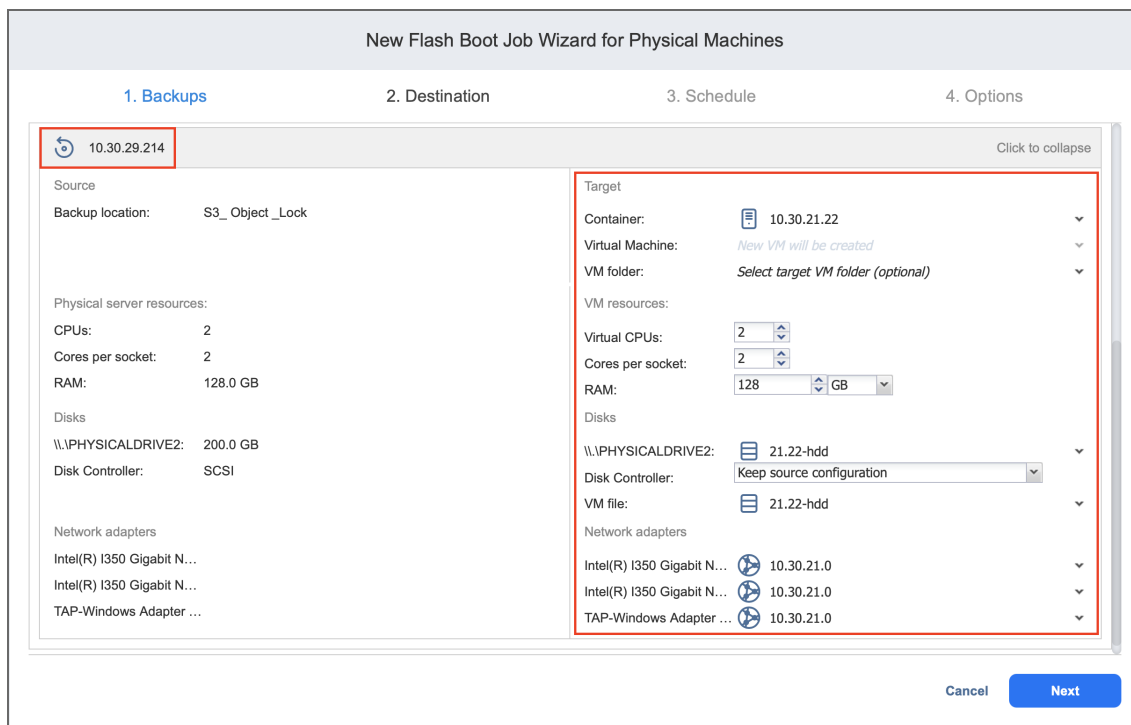 New Flash Boot Job Wizard for Physical Machines
1. Backups
2. Destination
3. Schedule
4. Options
10.30.29.214
Click to collapse
Source
Backup location: S3_ Object _Lock
Physical server resources:
CPUs: 2
Cores per socket: 2
RAM: 128.0 GB
Disks
\\.\PHYSICALDRIVE2: 200.0 GB
Disk Controller: SCSI
Network adapters
Intel(R) I350 Gigabit N...
Intel(R) I350 Gigabit N...
TAP-Windows Adapter ...
Target
Container: 10.30.21.22
Virtual Machine: New VM will be created
VM folder: Select target VM folder (optional)
VM resources:
Virtual CPUs: 2
Cores per socket: 2
RAM: 128 GB
Disks
\\.\PHYSICALDRIVE2: 21.22-hdd
Disk Controller: Keep source configuration
VM file: 21.22-hdd
Network adapters
Intel(R) I350 Gigabit N... 10.30.21.0
Intel(R) I350 Gigabit N... 10.30.21.0
TAP-Windows Adapter ... 10.30.21.0
Cancel
Next